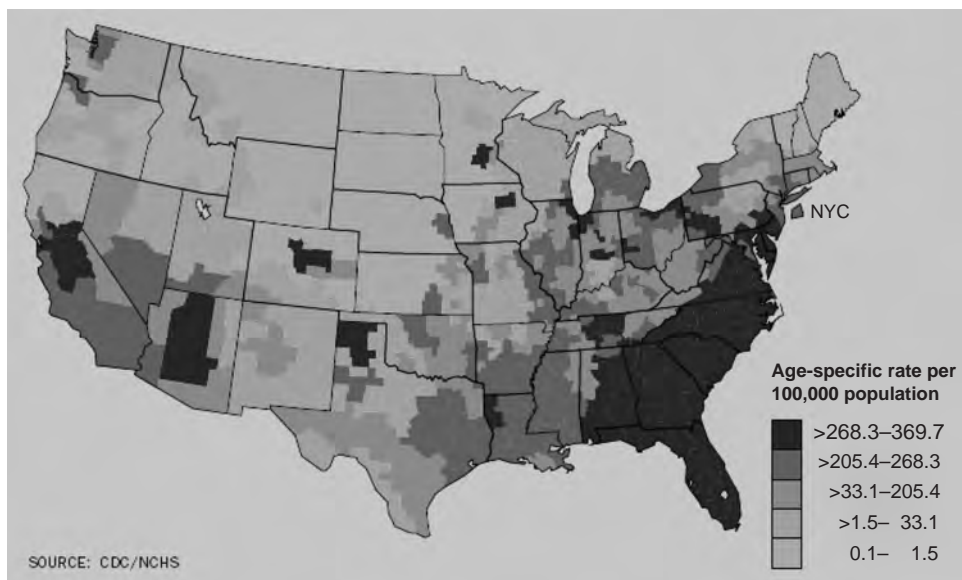 NYC
Age-specific rate per
100,000 population
>268.3–369.7
>205.4–268.3
>33.1–205.4
>1.5– 33.1
0.1– 1.5
SOURCE: CDC/NCHS